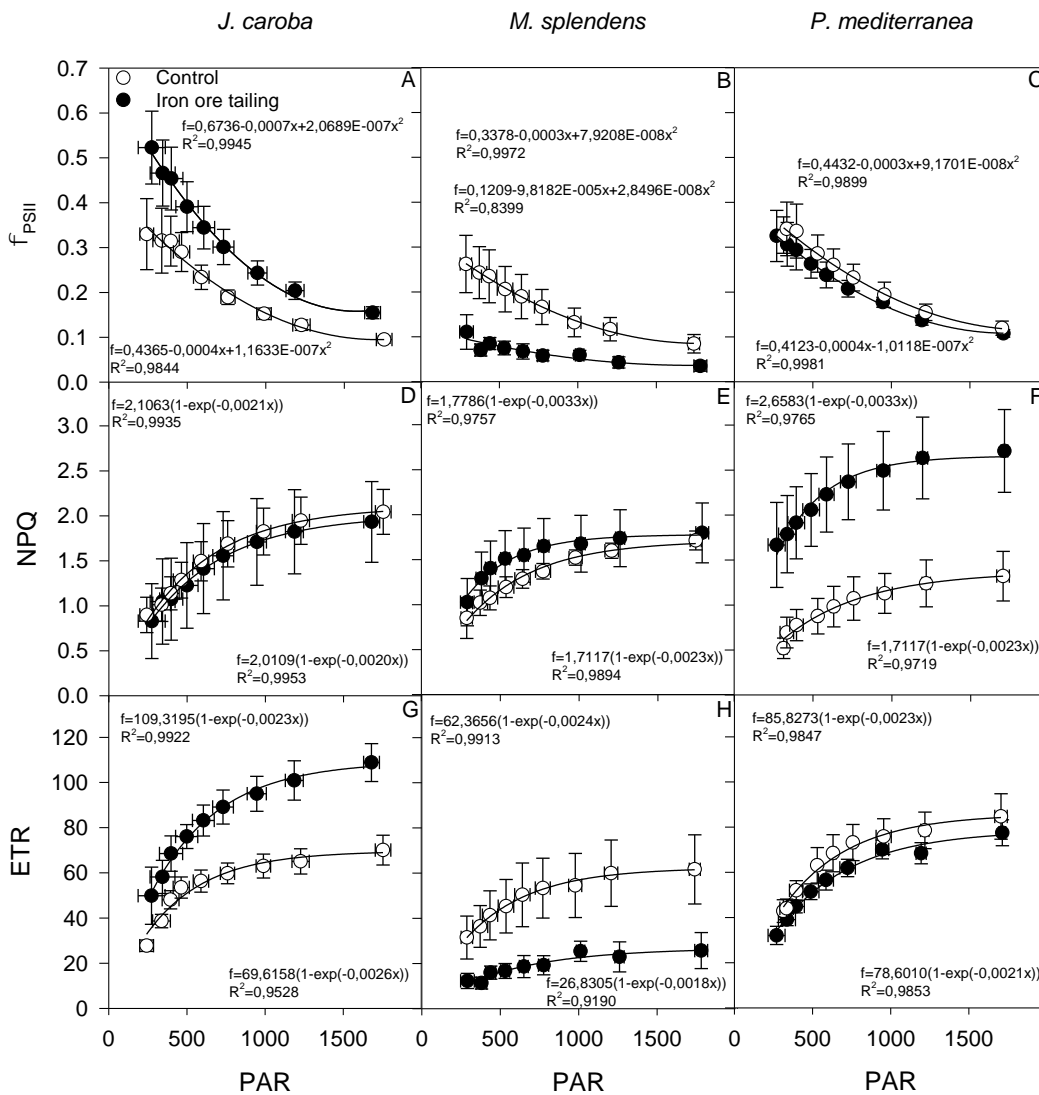 J. caroba
M. splendens
P. mediterranea
A
B
C
Control
Iron ore tailing
f=0,6736-0,0007x+2,0689E-007x²
R²=0,9945
f=0,4365-0,0004x+1,1633E-007x²
R²=0,9844
f=0,3378-0,0003x+7,9208E-008x²
R²=0,9972
f=0,1209-9,8182E-005x+2,8496E-008x²
R²=0,8399
f=0,4432-0,0003x+9,1701E-008x²
R²=0,9899
f=0,4123-0,0004x-1,0118E-007x²
R²=0,9981
fPSII
0.7
0.6
0.5
0.4
0.3
0.2
0.1
0.0
D
E
F
f=2,1063(1-exp(-0,0021x))
R²=0,9935
f=2,0109(1-exp(-0,0020x))
R²=0,9953
f=1,7786(1-exp(-0,0033x))
R²=0,9757
f=1,7117(1-exp(-0,0023x))
R²=0,9894
f=2,6583(1-exp(-0,0033x))
R²=0,9765
f=1,7117(1-exp(-0,0023x))
R²=0,9719
NPQ
3.0
2.5
2.0
1.5
1.0
0.5
0.0
G
H
I
f=109,3195(1-exp(-0,0023x))
R²=0,9922
f=69,6158(1-exp(-0,0026x))
R²=0,9528
f=62,3656(1-exp(-0,0024x))
R²=0,9913
f=26,8305(1-exp(-0,0018x))
R²=0,9190
f=85,8273(1-exp(-0,0023x))
R²=0,9847
f=78,6010(1-exp(-0,0021x))
R²=0,9853
ETR
120
100
80
60
40
20
0
0 500 1000 1500
0 500 1000 1500
0 500 1000 1500
PAR
PAR
PAR